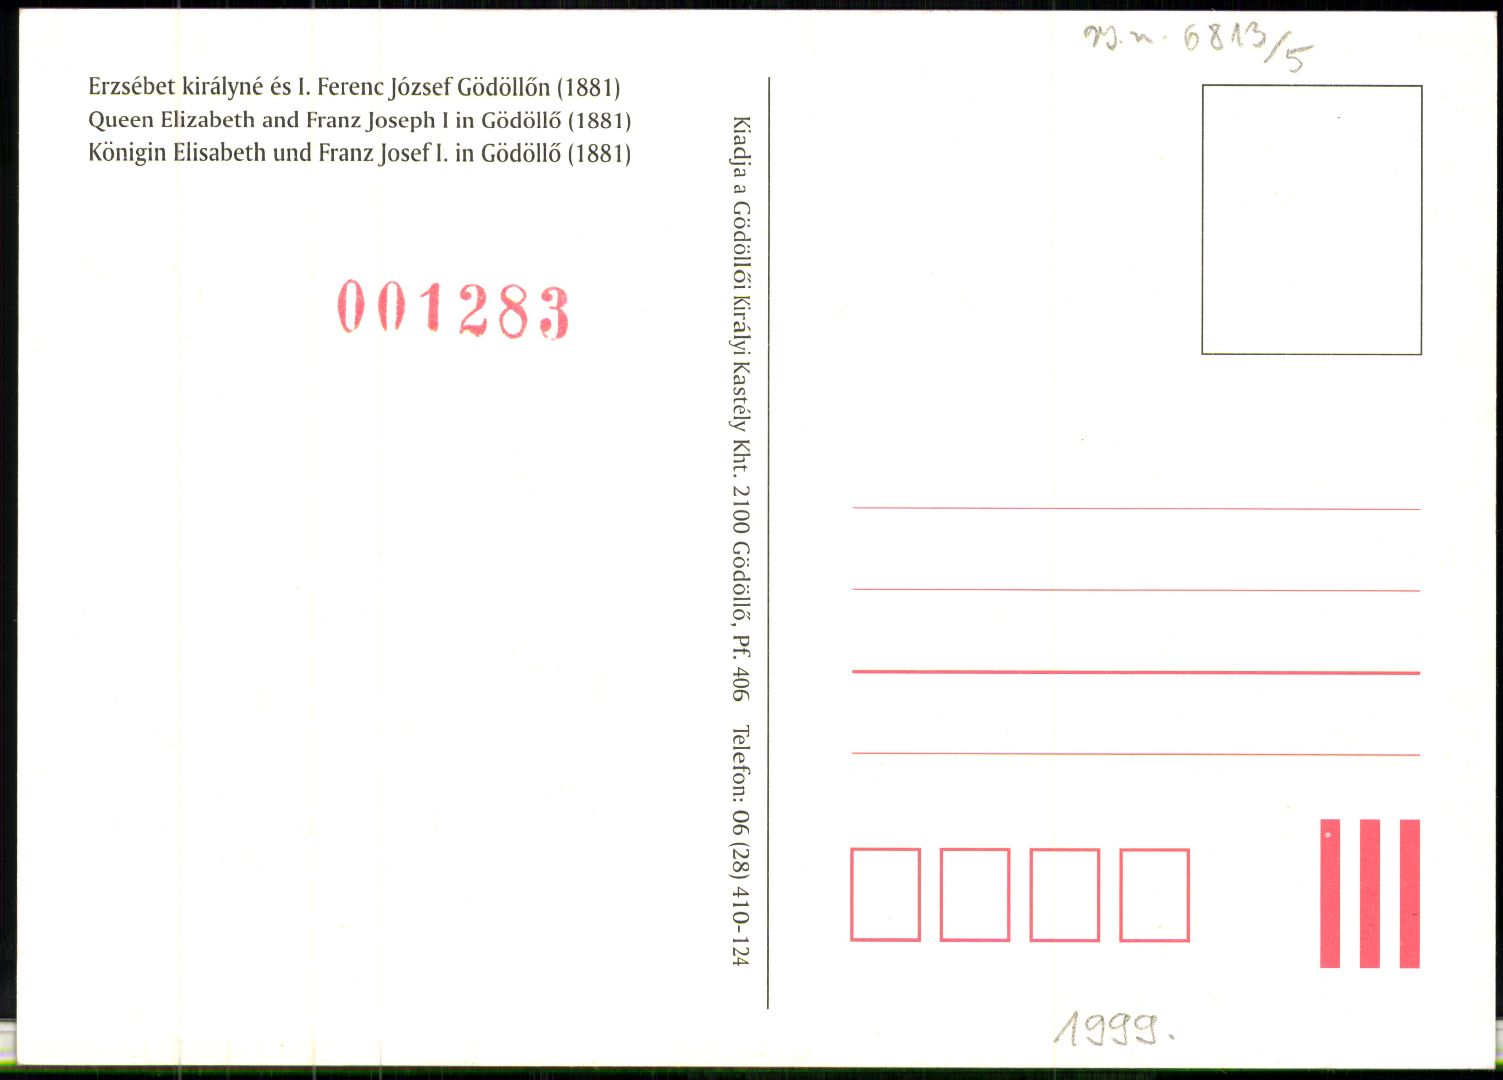 Erzsébet királyné és I. Ferenc József Gödöllőn (1881)
Queen Elizabeth and Franz Joseph I in Gödöllő (1881)
Königin Elisabeth und Franz Josef I. in Gödöllő (1881)
001283
Kiadja a Gödöllői Királyi Kastély Kht. 2100 Gödöllő, Pf. 406 Telefon: 06 (28) 410-124
6813/5
1999.